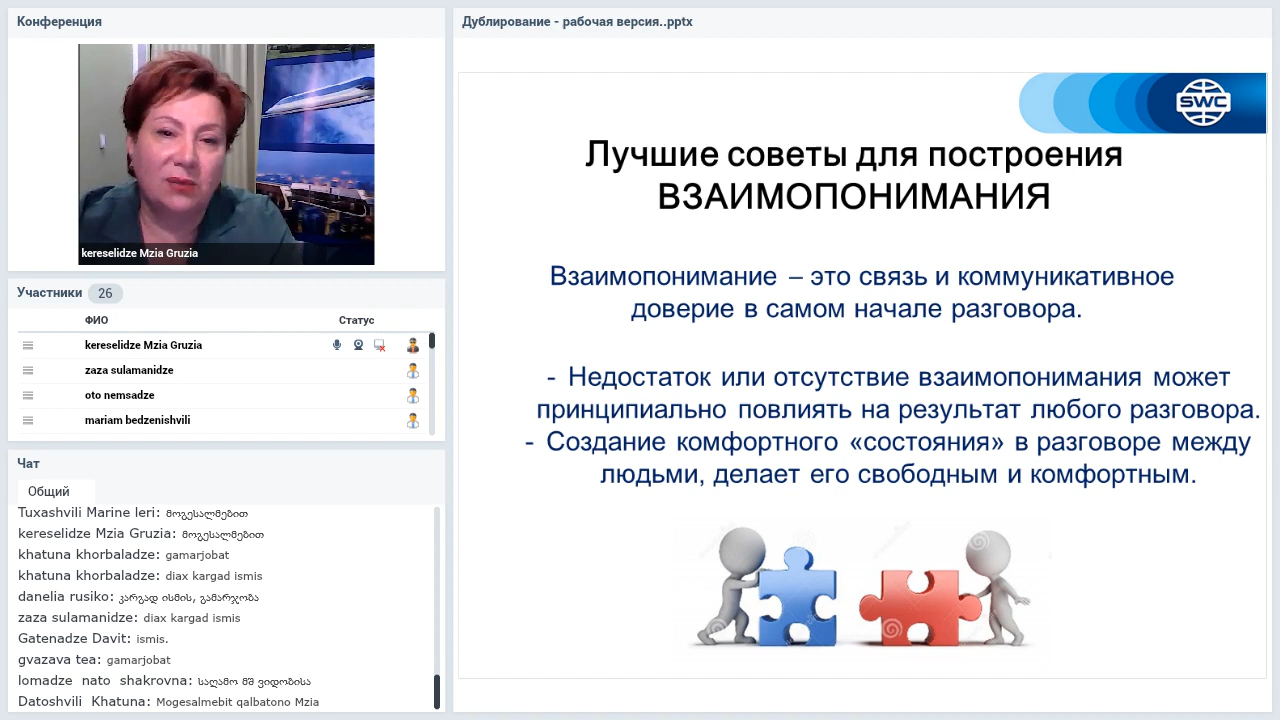 Конференция
kereselidze Mzia Gruzia
Участники 26
ФИО Статус
kereselidze Mzia Gruzia
zaza sulamanidze
oto nemsadze
mariam bedzenishvili
Чат
Общий
Tuxashvili Marine leri: მოგესალმებით
kereselidze Mzia Gruzia: მოგესალმებით
khatuna khorbaladze: gamarjobat
khatuna khorbaladze: diax kargad ismis
danelia rusiko: კარგად ისმის, გამარჯობა
zaza sulamanidze: diax kargad ismis
Gatenadze Davit: ismis.
gvazava tea: gamarjobat
lomadze nato shakrovna: საღამო მშ ვიდობისა
Datoshvili Khatuna: Mogesalmebit qalbatono Mzia
Дублирование - рабочая версия..pptx
SWC
Лучшие советы для построения
ВЗАИМОПОНИМАНИЯ
Взаимопонимание – это связь и коммуникативное
доверие в самом начале разговора.
- Недостаток или отсутствие взаимопонимания может
принципиально повлиять на результат любого разговора.
- Создание комфортного «состояния» в разговоре между
людьми, делает его свободным и комфортным.